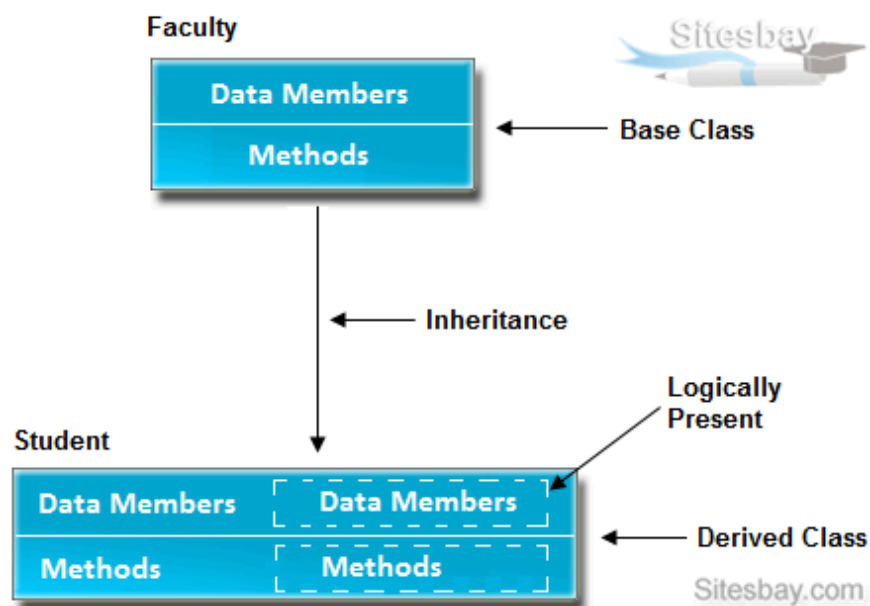 Faculty
Sitesbay
Data Members
Methods
Base Class
Inheritance
Logically
Present
Student
Data Members Data Members
Methods Methods
Derived Class
Sitesbay.com